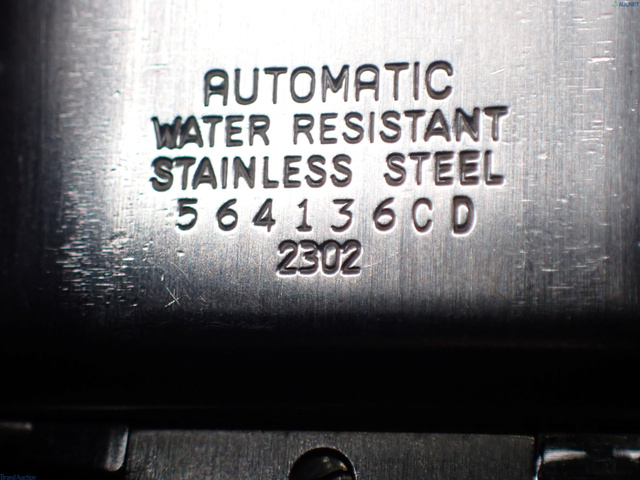 AUTOMATIC
WATER RESISTANT
STAINLESS STEEL
564136CD
2302